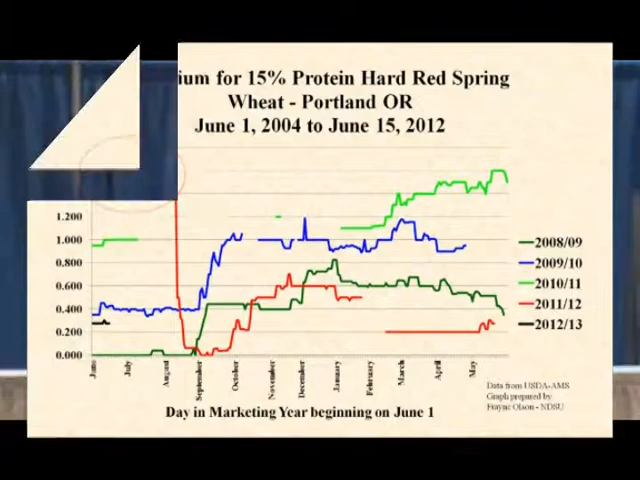 ium for 15% Protein Hard Red Spring
Wheat - Portland OR
June 1, 2004 to June 15, 2012
1.200
1.000
0.800
0.600
0.400
0.200
0.000
June
July
August
September
October
November
December
January
February
March
April
May
2008/09
2009/10
2010/11
2011/12
2012/13
Data from USDA-AMS
Graph prepared by
Frayne Olson - NDSU
Day in Marketing Year beginning on June 1